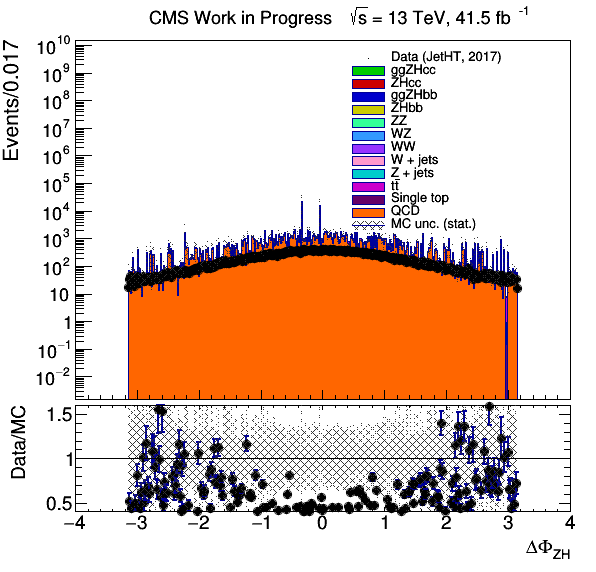 CMS Work in Progress √s = 13 TeV, 41.5 fb⁻¹
Events/0.017
10¹⁰
10⁹
10⁸
10⁷
10⁶
10⁵
10⁴
10³
10²
10
1
10⁻¹
10⁻²
Data (JetHT, 2017)
ggZHcc
ZHcc
ggZHbb
ZHbb
ZZ
WZ
WW
W + jets
Z + jets
tt̄
Single top
QCD
MC unc. (stat.)
Data/MC
1.5
1
0.5
−4 −3 −2 −1 0 1 2 3 4
ΔΦ_ZH